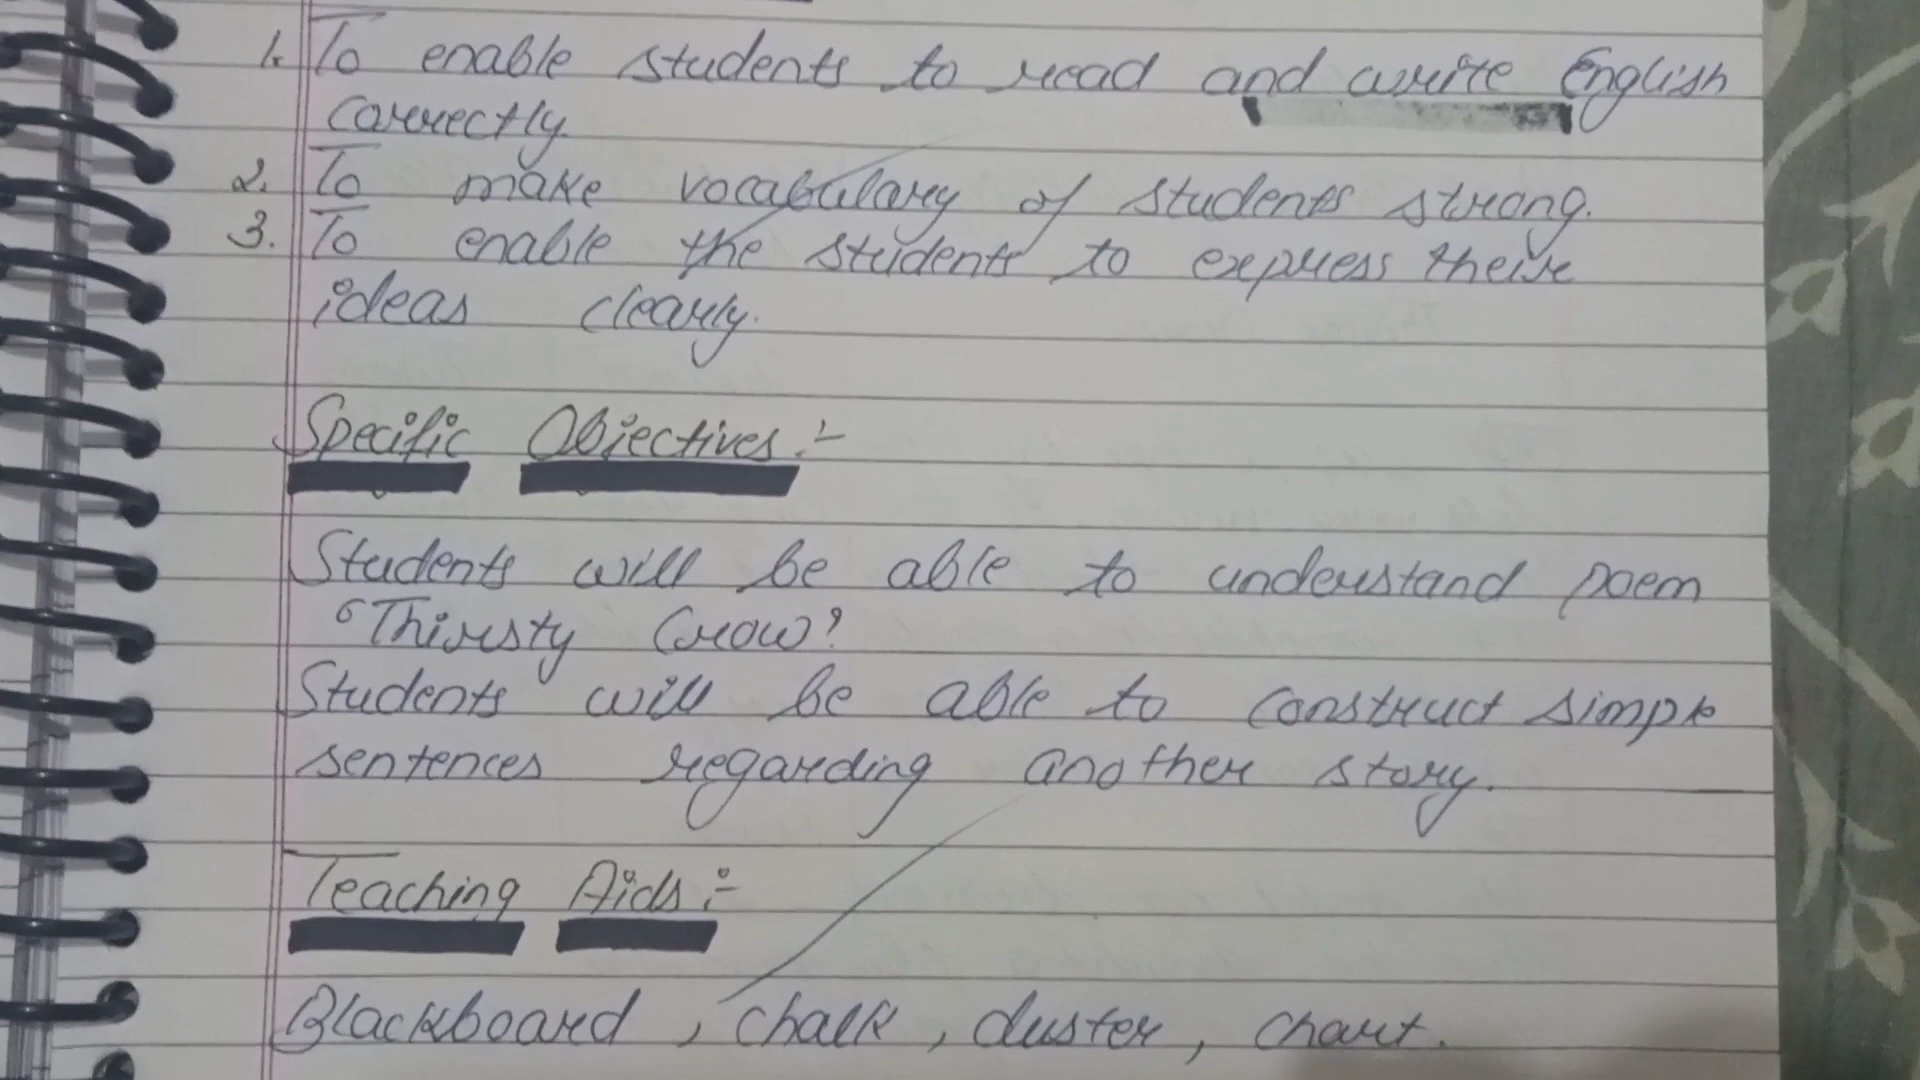 1. To enable students to read and write English
correctly.
2. To make vocabulary of students strong.
3. To enable the students to express their
ideas clearly.
Specific Objectives :-
Students will be able to understand poem
'Thirsty Crow'
Students will be able to construct simple
sentences regarding another story.
Teaching Aids :-
Blackboard , chalk , duster , chart .